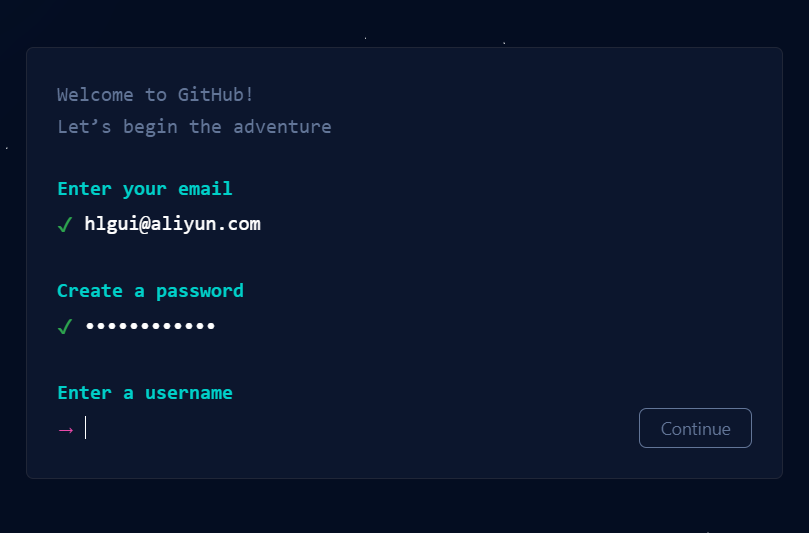 Welcome to GitHub!
Let’s begin the adventure
Enter your email
✓ hlgui@aliyun.com
Create a password
✓ ••••••••••••
Enter a username
→
Continue